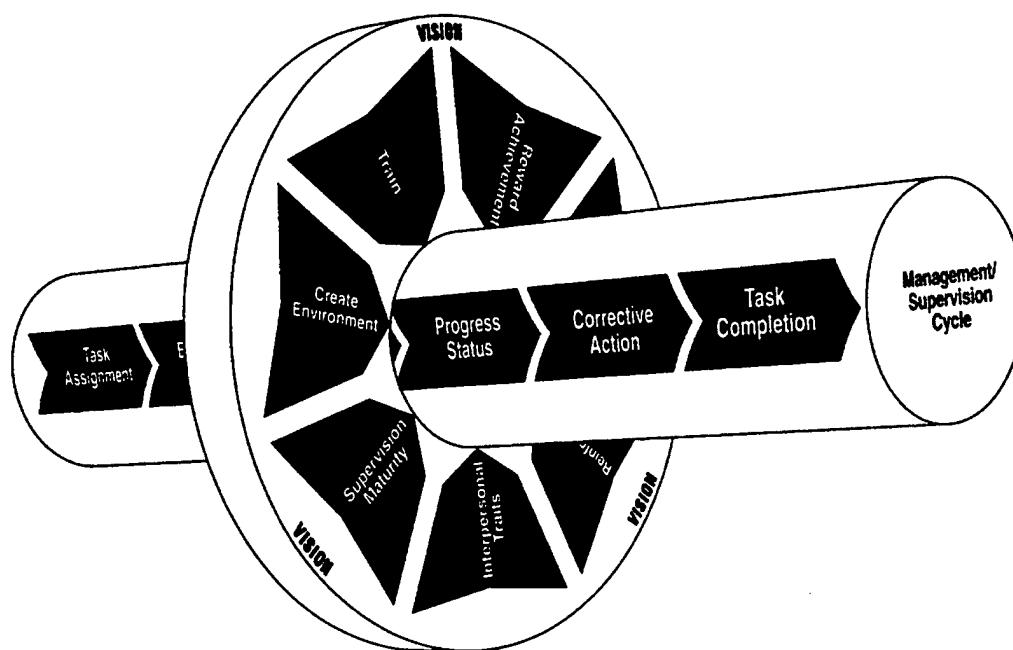 VISION
Train
Reward
Achievement
Create
Environment
Task
Assignment
Progress
Status
Corrective
Action
Task
Completion
Management/
Supervision
Cycle
Supervision
Maturity
Interpersonal
Traits
VISION
VISION